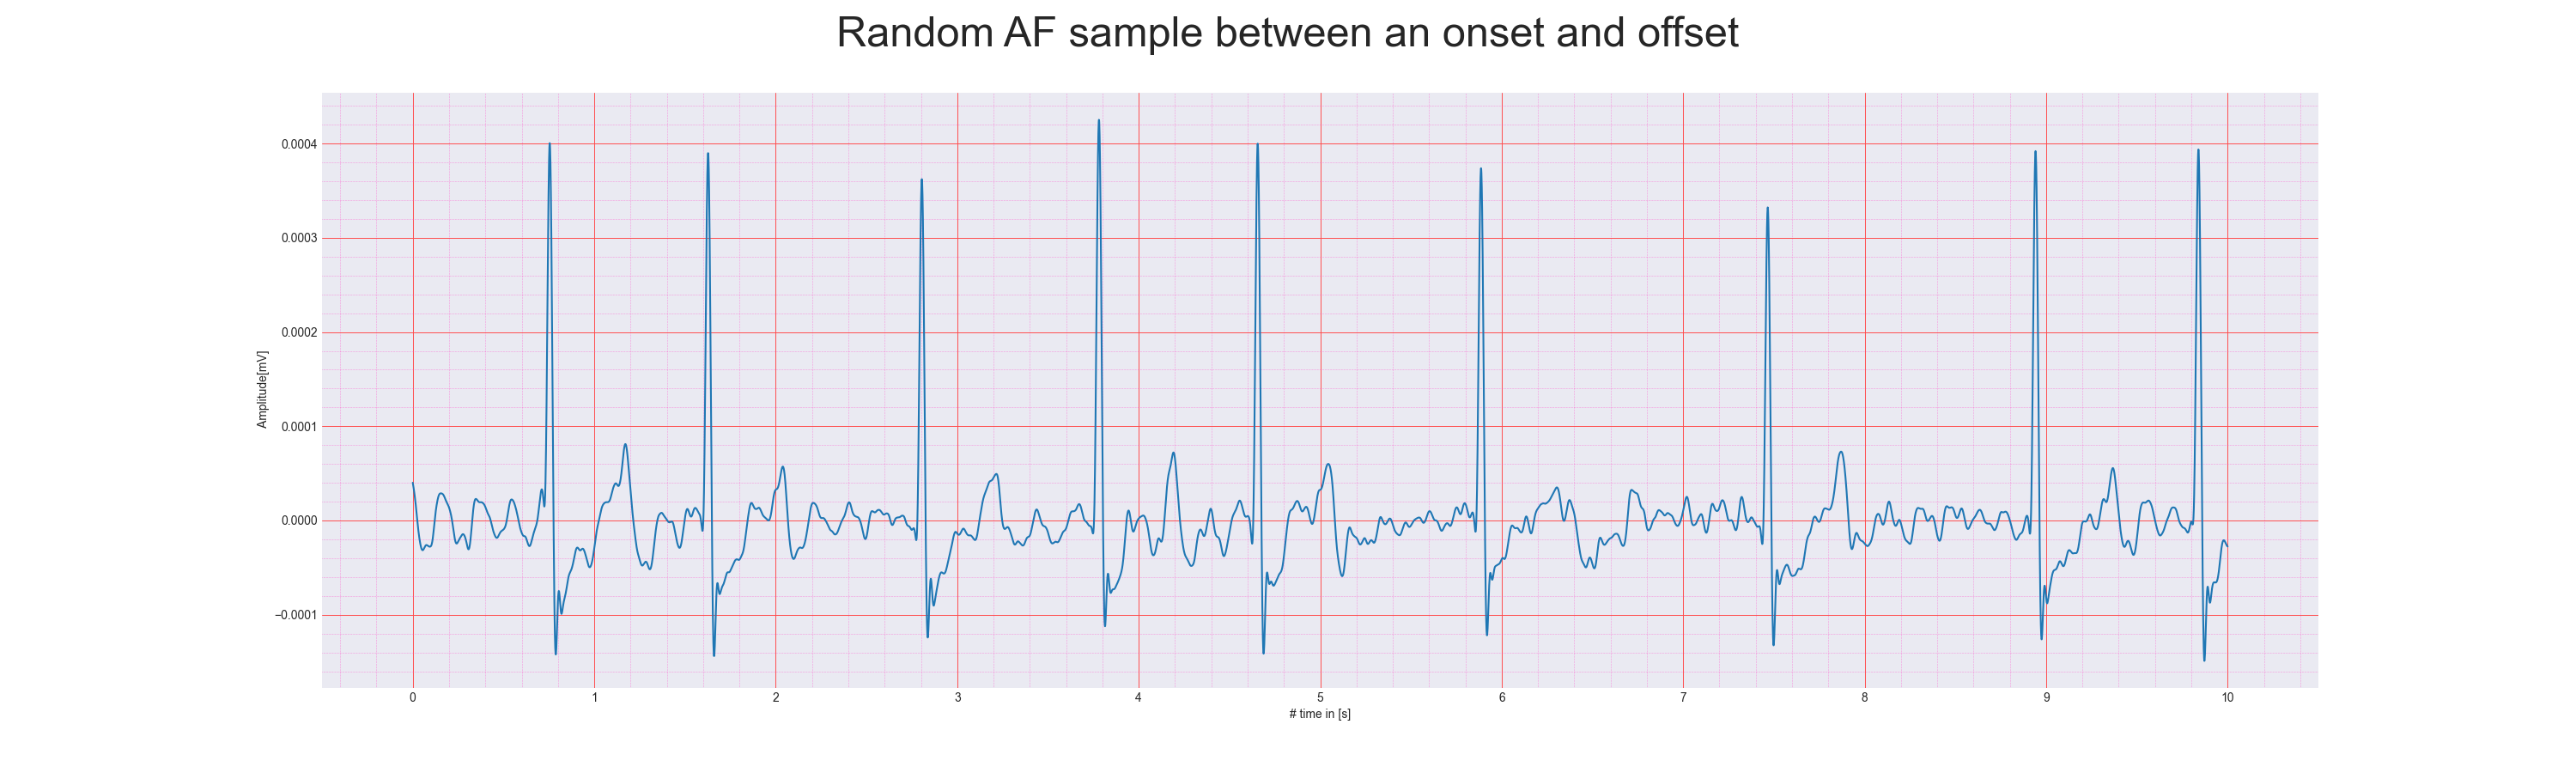 Random AF sample between an onset and offset
0.0004
0.0003
0.0002
0.0001
0.0000
−0.0001
Amplitude[mV]
0 1 2 3 4 5 6 7 8 9 10
# time in [s]